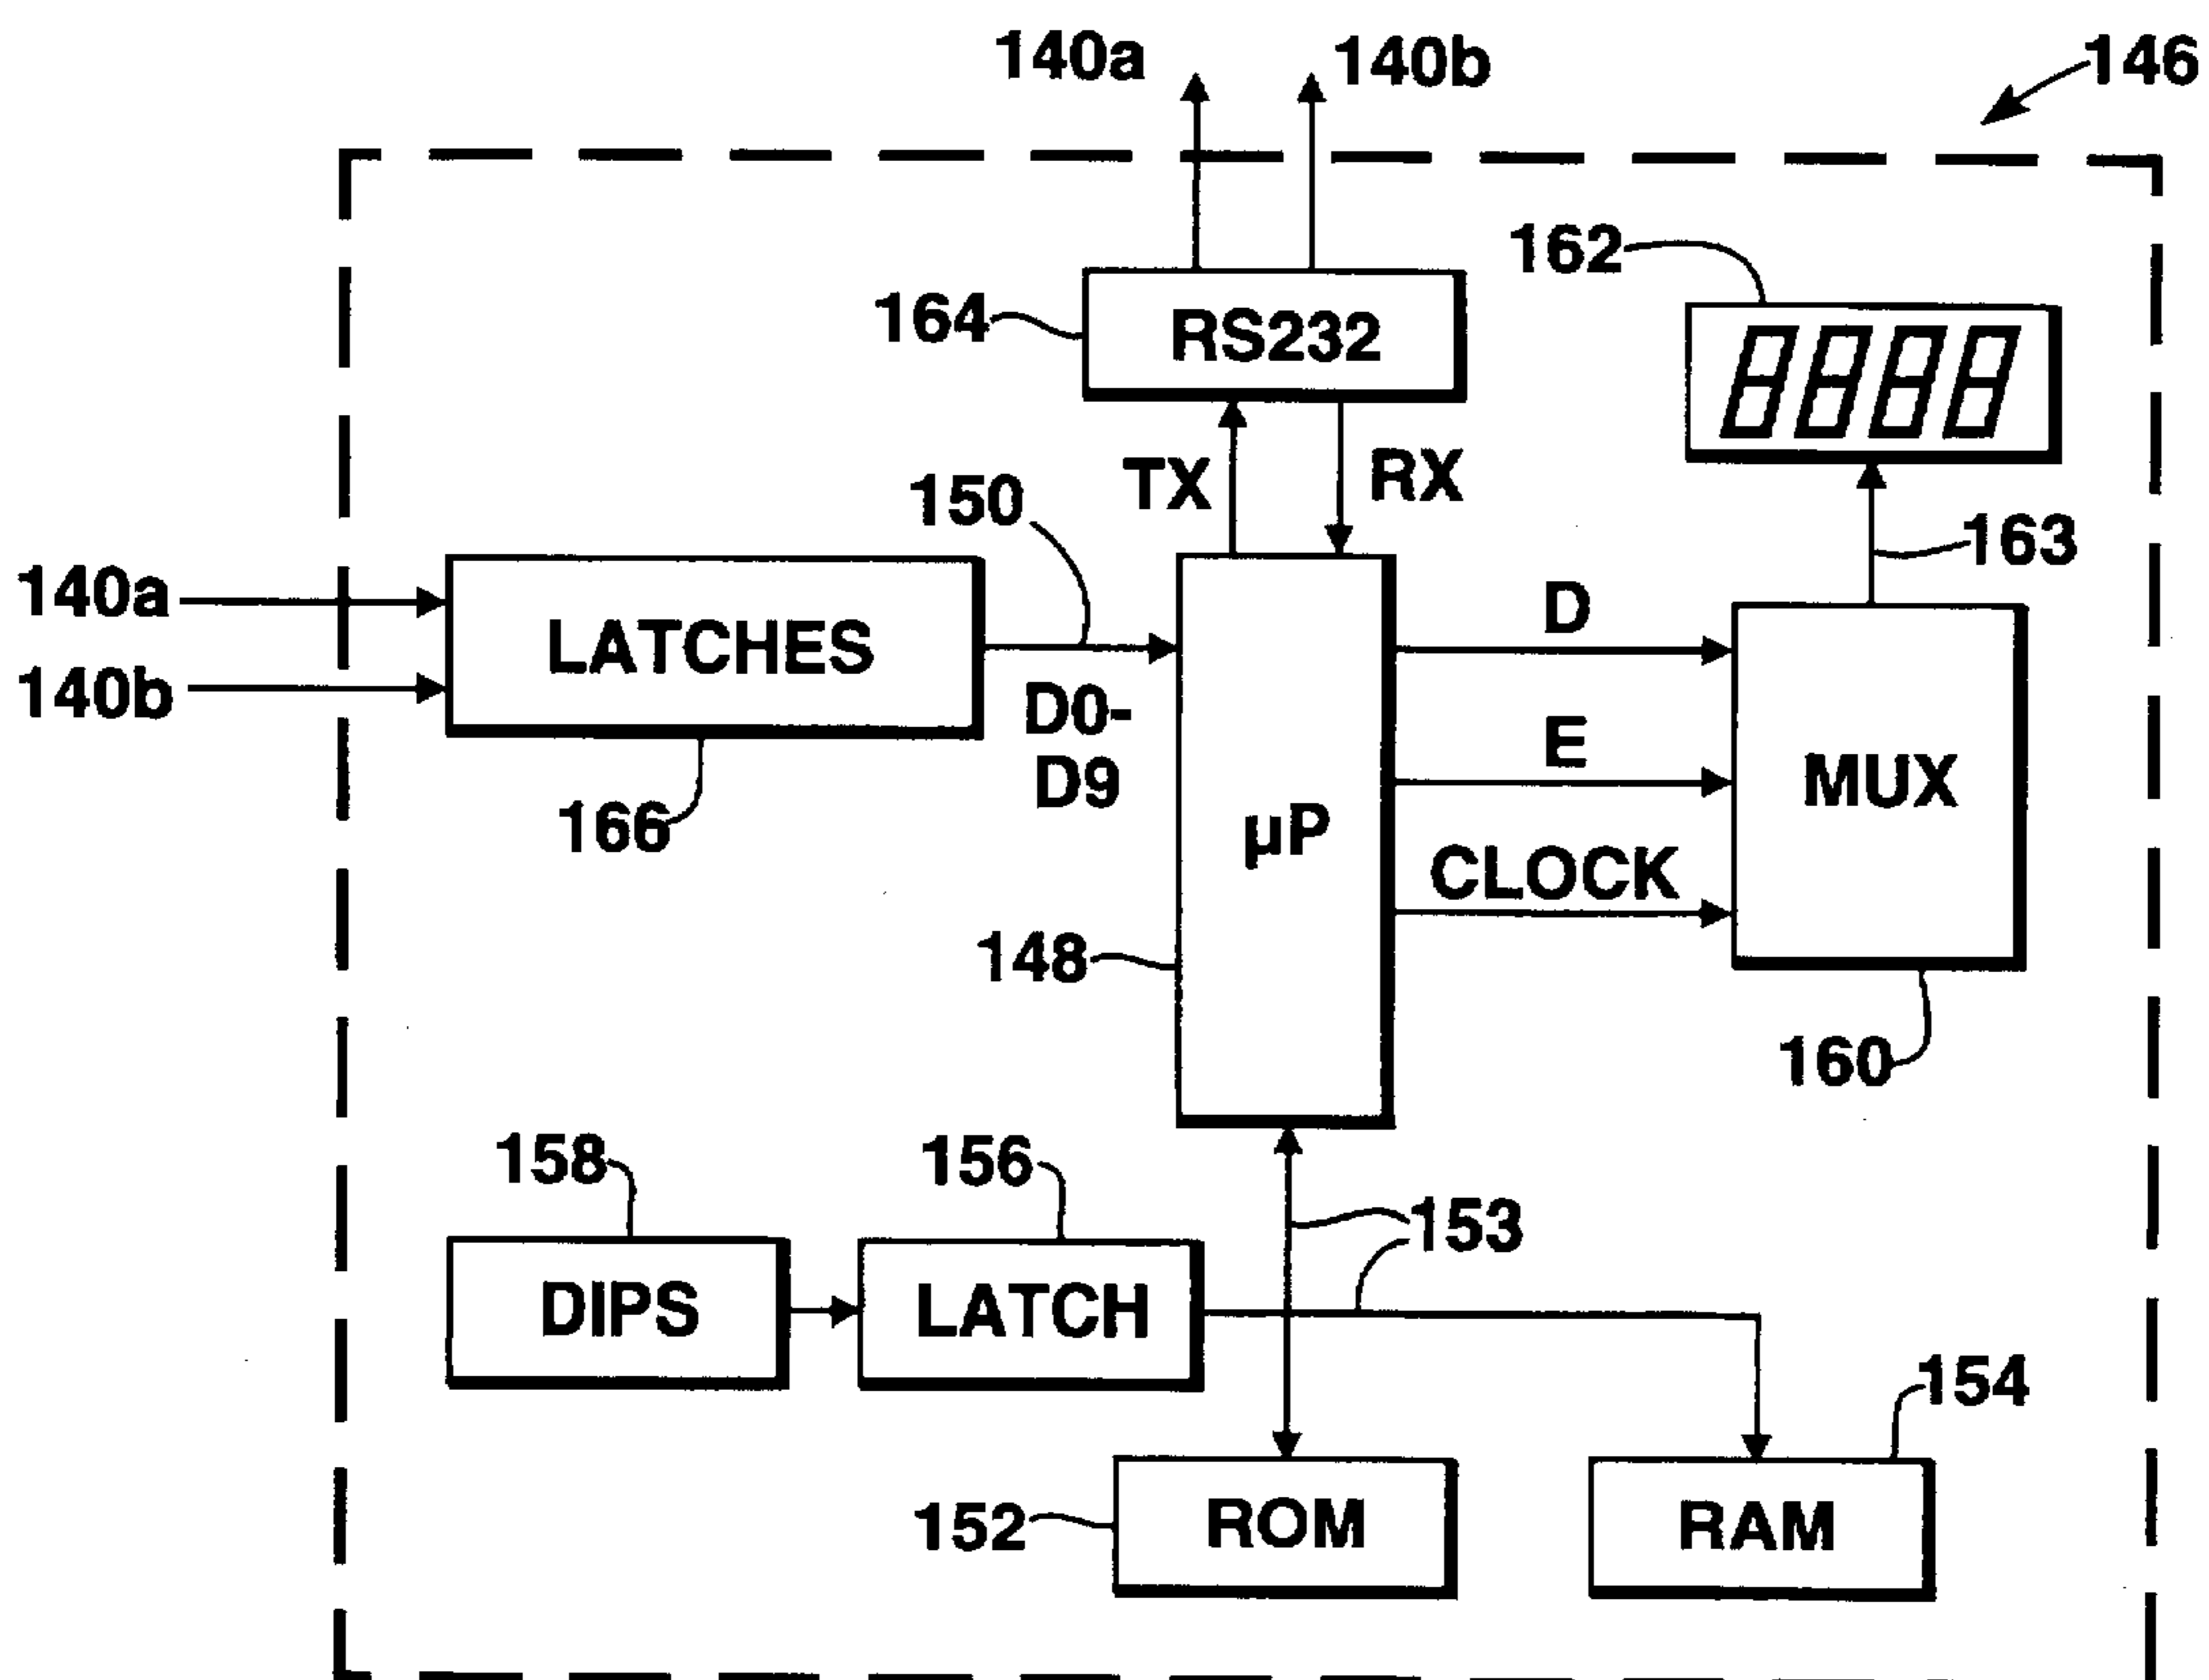 140a
140b
146
162
164
RS232
8888
150
TX
RX
163
140a
140b
LATCHES
D0-
D9
166
D
E
CLOCK
µP
MUX
148
160
158
156
153
DIPS
LATCH
154
152
ROM
RAM